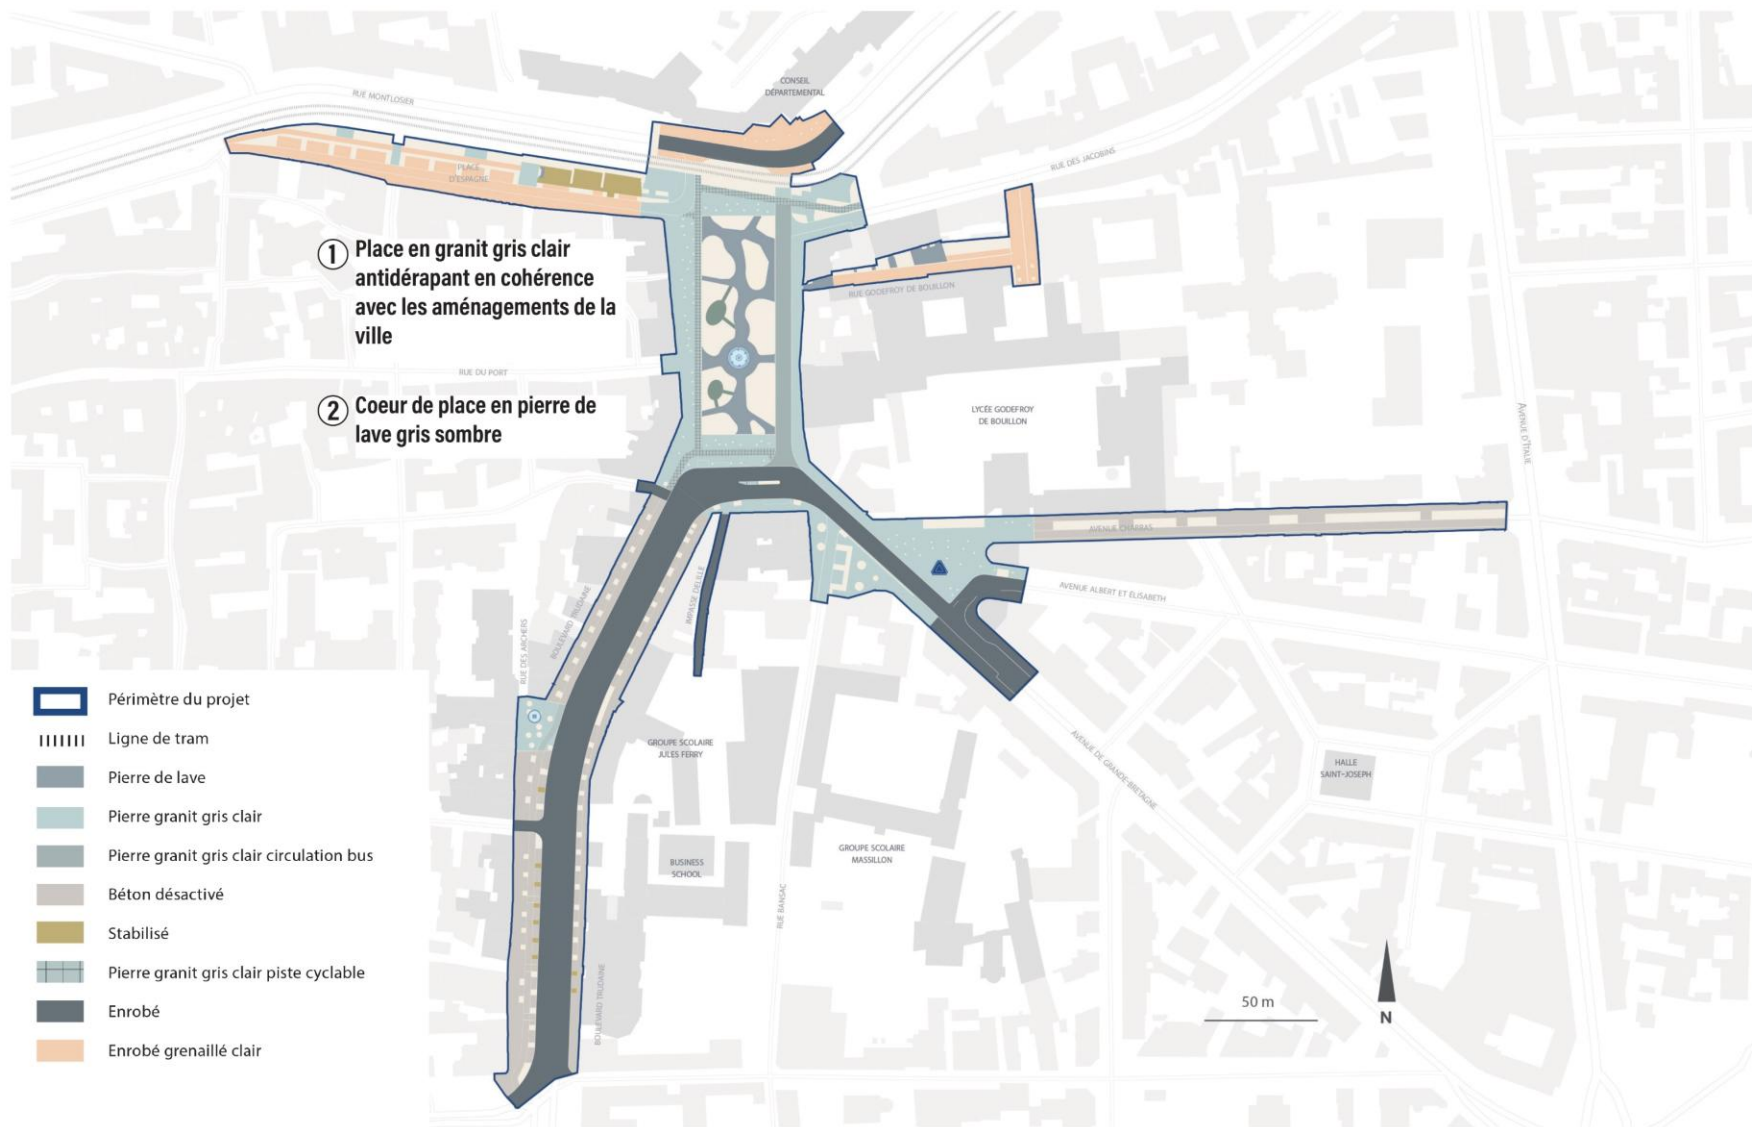 CONSEIL
DÉPARTEMENTAL
RUE MONTLOSIER
RUE DES JACOBINS
PLACE
D'ESPAGNE
1 Place en granit gris clair
antidérapant en cohérence
avec les aménagements de la
ville
RUE GODEFROY DE BOUILLON
RUE DU PORT
2 Coeur de place en pierre de
lave gris sombre
LYCÉE GODEFROY
DE BOUILLON
AVENUE D'ITALIE
AVENUE CHARRAS
AVENUE ALBERT ET ÉLISABETH
IMPASSE DELILLE
BOULEVARD TRUDAINE
RUE DES ARCHERS
GROUPE SCOLAIRE
JULES FERRY
AVENUE DE GRANDE-BRETAGNE
HALLE
SAINT-JOSEPH
GROUPE SCOLAIRE
MASSILLON
BUSINESS
SCHOOL
RUE BANSAC
BOULEVARD TRUDAINE
Périmètre du projet
Ligne de tram
Pierre de lave
Pierre granit gris clair
Pierre granit gris clair circulation bus
Béton désactivé
Stabilisé
Pierre granit gris clair piste cyclable
Enrobé
Enrobé grenaillé clair
50 m
N